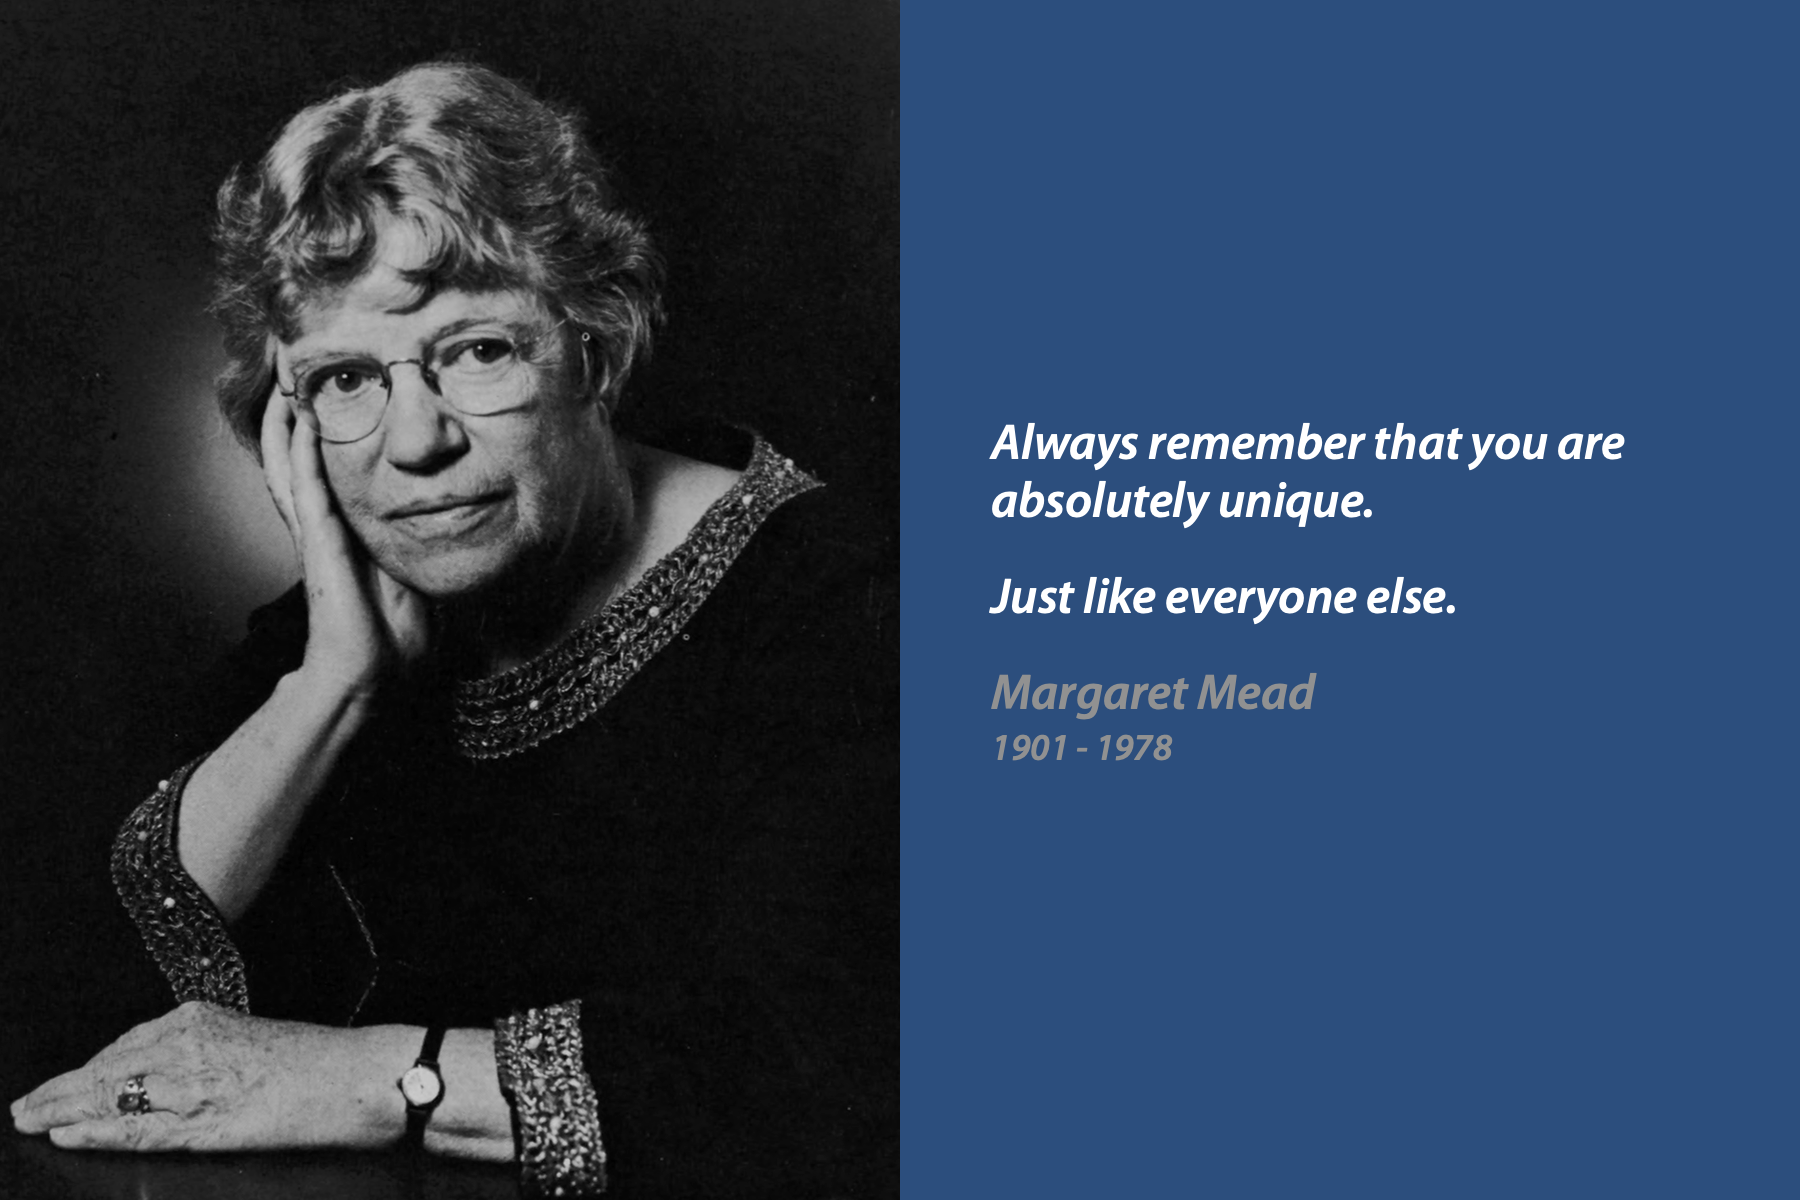 Always remember that you are
absolutely unique.
Just like everyone else.
Margaret Mead
1901 - 1978